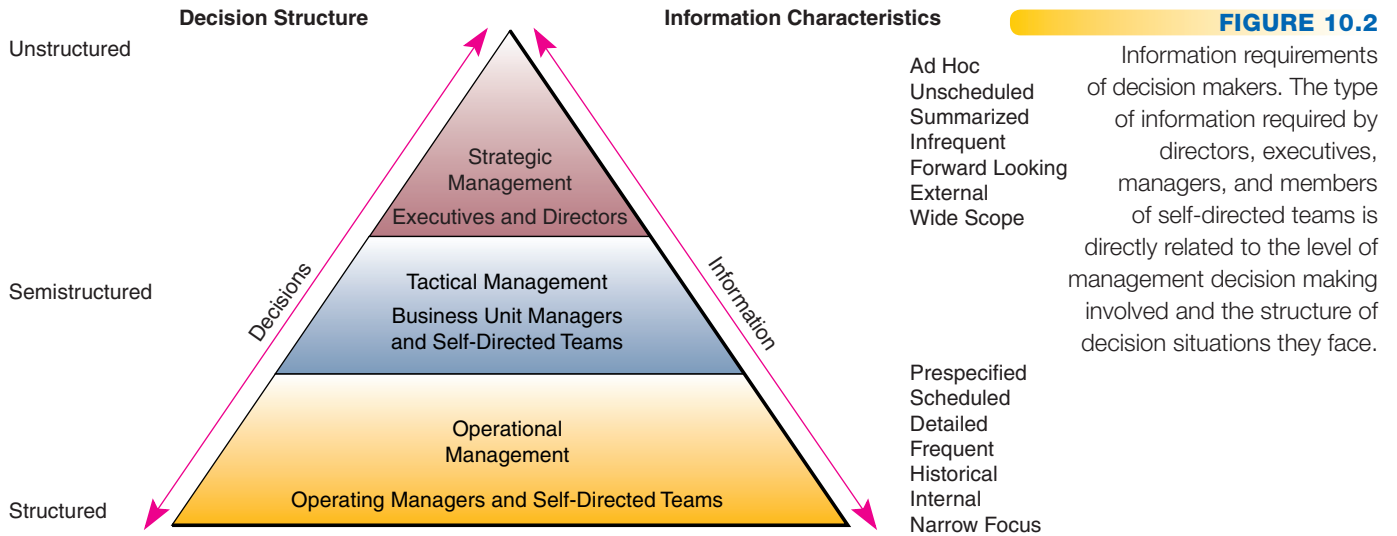 Decision Structure
Information Characteristics
Unstructured
Semistructured
Structured
Decisions
Strategic
Management
Executives and Directors
Tactical Management
Business Unit Managers
and Self-Directed Teams
Operational
Management
Operating Managers and Self-Directed Teams
Information
Ad Hoc
Unscheduled
Summarized
Infrequent
Forward Looking
External
Wide Scope
Prespecified
Scheduled
Detailed
Frequent
Historical
Internal
Narrow Focus
FIGURE 10.2
Information requirements
of decision makers. The type
of information required by
directors, executives,
managers, and members
of self-directed teams is
directly related to the level of
management decision making
involved and the structure of
decision situations they face.